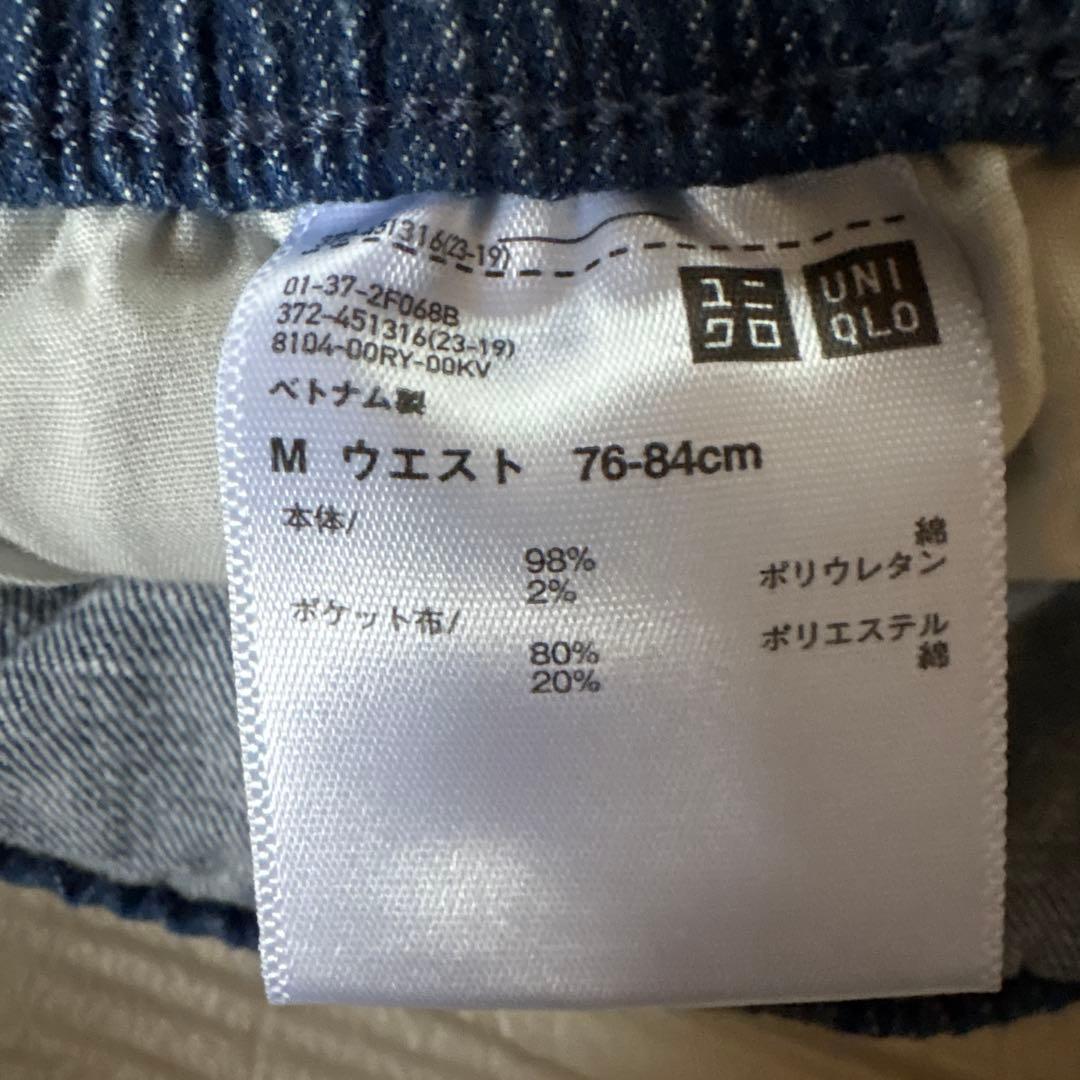 451316(23-19)
01-37-2F068B
372-451316(23-19)
8104-00RY-00KV
ユニクロ
UNIQLO
ベトナム製
M ウエスト 76-84cm
本体/
98% 綿
2% ポリウレタン
ポケット布/
80% ポリエステル
20% 綿